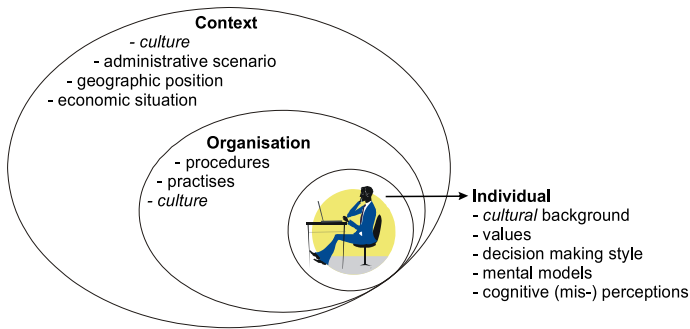 Context
- culture
- administrative scenario
- geographic position
- economic situation
Organisation
- procedures
- practises
- culture
Individual
- cultural background
- values
- decision making style
- mental models
- cognitive (mis-) perceptions